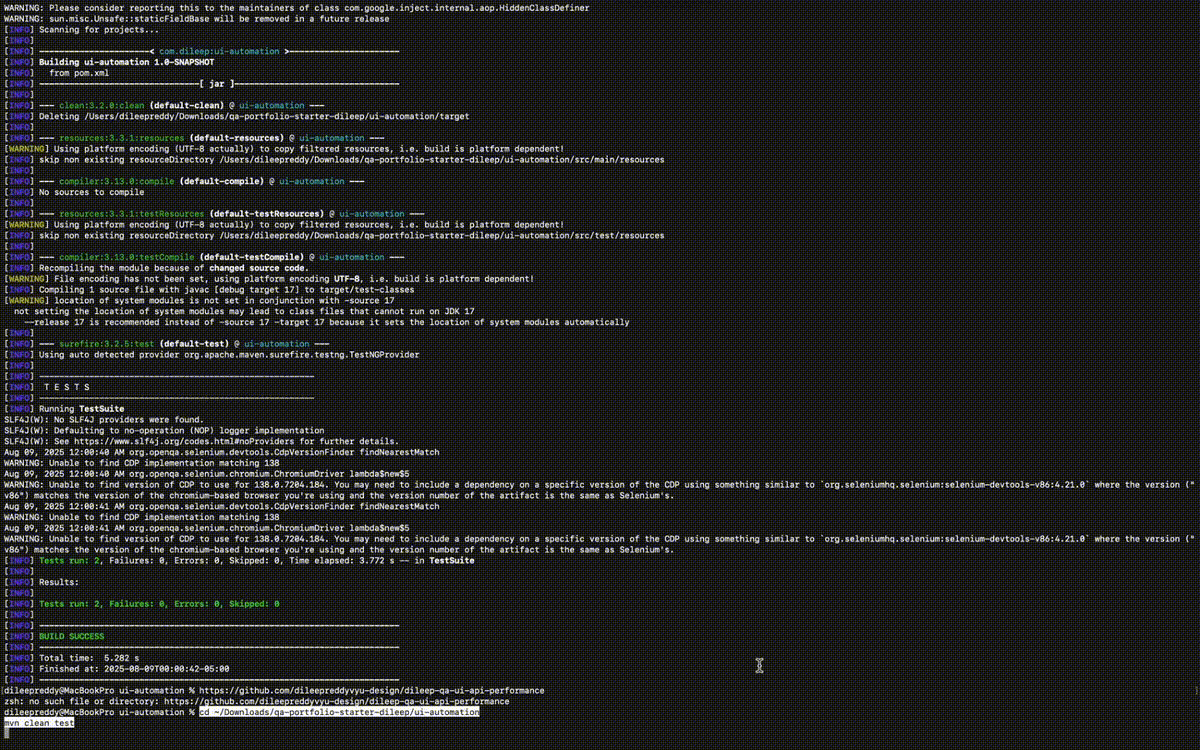 WARNING: Please consider reporting this to the maintainers of class com.google.inject.internal.aop.HiddenClassDefiner
WARNING: sun.misc.Unsafe::staticFieldBase will be removed in a future release
[INFO] Scanning for projects...
[INFO]
[INFO] ----------------------< com.dileep:ui-automation >----------------------
[INFO] Building ui-automation 1.0-SNAPSHOT
[INFO]   from pom.xml
[INFO] --------------------------------[ jar ]---------------------------------
[INFO]
[INFO] --- clean:3.2.0:clean (default-clean) @ ui-automation ---
[INFO] Deleting /Users/dileepreddy/Downloads/qa-portfolio-starter-dileep/ui-automation/target
[INFO]
[INFO] --- resources:3.3.1:resources (default-resources) @ ui-automation ---
[WARNING] Using platform encoding (UTF-8 actually) to copy filtered resources, i.e. build is platform dependent!
[INFO] skip non existing resourceDirectory /Users/dileepreddy/Downloads/qa-portfolio-starter-dileep/ui-automation/src/main/resources
[INFO]
[INFO] --- compiler:3.13.0:compile (default-compile) @ ui-automation ---
[INFO] No sources to compile
[INFO]
[INFO] --- resources:3.3.1:testResources (default-testResources) @ ui-automation ---
[WARNING] Using platform encoding (UTF-8 actually) to copy filtered resources, i.e. build is platform dependent!
[INFO] skip non existing resourceDirectory /Users/dileepreddy/Downloads/qa-portfolio-starter-dileep/ui-automation/src/test/resources
[INFO]
[INFO] --- compiler:3.13.0:testCompile (default-testCompile) @ ui-automation ---
[INFO] Recompiling the module because of changed source code.
[WARNING] File encoding has not been set, using platform encoding UTF-8, i.e. build is platform dependent!
[INFO] Compiling 1 source file with javac [debug target 17] to target/test-classes
[WARNING] location of system modules is not set in conjunction with -source 17
  not setting the location of system modules may lead to class files that cannot run on JDK 17
    --release 17 is recommended instead of -source 17 -target 17 because it sets the location of system modules automatically
[INFO]
[INFO] --- surefire:3.2.5:test (default-test) @ ui-automation ---
[INFO] Using auto detected provider org.apache.maven.surefire.testng.TestNGProvider
[INFO]
[INFO] -------------------------------------------------------
[INFO]  T E S T S
[INFO] -------------------------------------------------------
[INFO] Running TestSuite
SLF4J(W): No SLF4J providers were found.
SLF4J(W): Defaulting to no-operation (NOP) logger implementation
SLF4J(W): See https://www.slf4j.org/codes.html#noProviders for further details.
Aug 09, 2025 12:00:40 AM org.openqa.selenium.devtools.CdpVersionFinder findNearestMatch
WARNING: Unable to find CDP implementation matching 138
Aug 09, 2025 12:00:40 AM org.openqa.selenium.chromium.ChromiumDriver lambda$new$5
WARNING: Unable to find version of CDP to use for 138.0.7204.184. You may need to include a dependency on a specific version of the CDP using something similar to `org.seleniumhq.selenium:selenium-devtools-v86:4.21.0` where the version ("
v86") matches the version of the chromium-based browser you're using and the version number of the artifact is the same as Selenium's.
Aug 09, 2025 12:00:41 AM org.openqa.selenium.devtools.CdpVersionFinder findNearestMatch
WARNING: Unable to find CDP implementation matching 138
Aug 09, 2025 12:00:41 AM org.openqa.selenium.chromium.ChromiumDriver lambda$new$5
WARNING: Unable to find version of CDP to use for 138.0.7204.184. You may need to include a dependency on a specific version of the CDP using something similar to `org.seleniumhq.selenium:selenium-devtools-v86:4.21.0` where the version ("
v86") matches the version of the chromium-based browser you're using and the version number of the artifact is the same as Selenium's.
[INFO] Tests run: 2, Failures: 0, Errors: 0, Skipped: 0, Time elapsed: 3.772 s -- in TestSuite
[INFO]
[INFO] Results:
[INFO]
[INFO] Tests run: 2, Failures: 0, Errors: 0, Skipped: 0
[INFO]
[INFO] ------------------------------------------------------------------------
[INFO] BUILD SUCCESS
[INFO] ------------------------------------------------------------------------
[INFO] Total time:  5.282 s
[INFO] Finished at: 2025-08-09T00:00:42-05:00
[INFO] ------------------------------------------------------------------------
dileepreddy@MacBookPro ui-automation % https://github.com/dileepreddyvyu-design/dileep-qa-ui-api-performance
zsh: no such file or directory: https://github.com/dileepreddyvyu-design/dileep-qa-ui-api-performance
dileepreddy@MacBookPro ui-automation % cd ~/Downloads/qa-portfolio-starter-dileep/ui-automation
mvn clean test